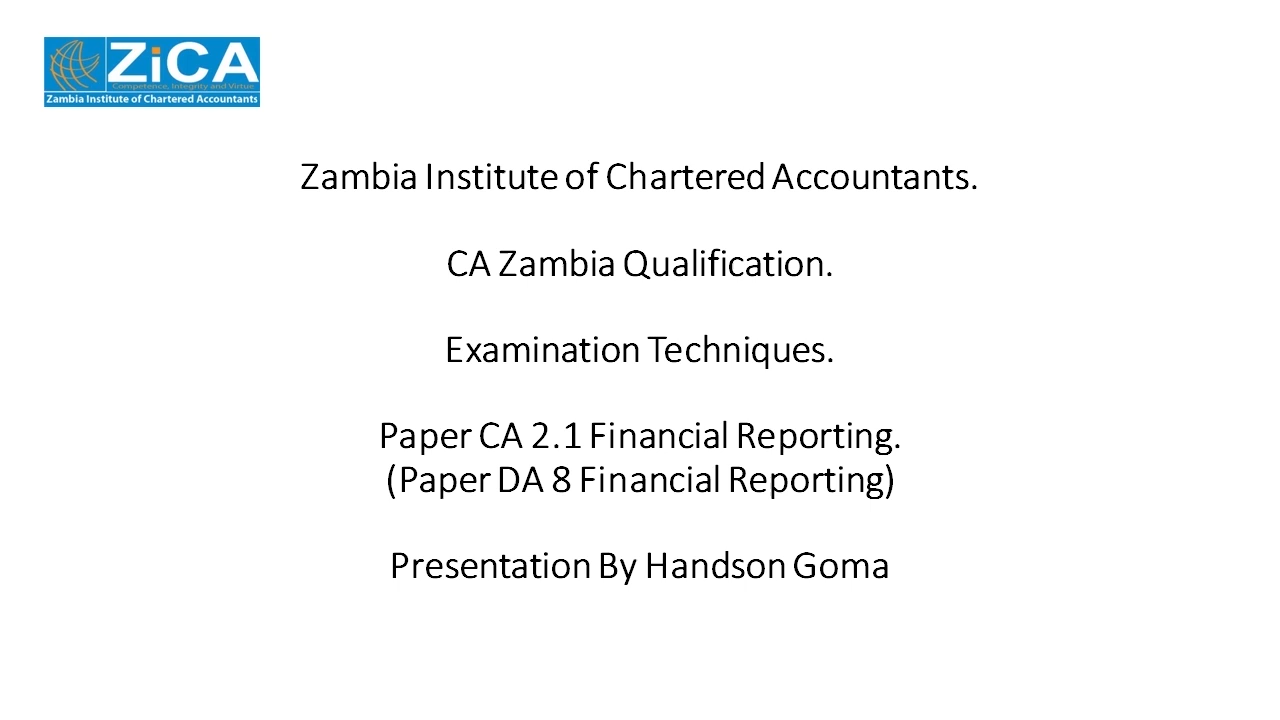 ZiCA
Competence, Integrity and Virtue
Zambia Institute of Chartered Accountants
Zambia Institute of Chartered Accountants.
CA Zambia Qualification.
Examination Techniques.
Paper CA 2.1 Financial Reporting.
(Paper DA 8 Financial Reporting)
Presentation By Handson Goma